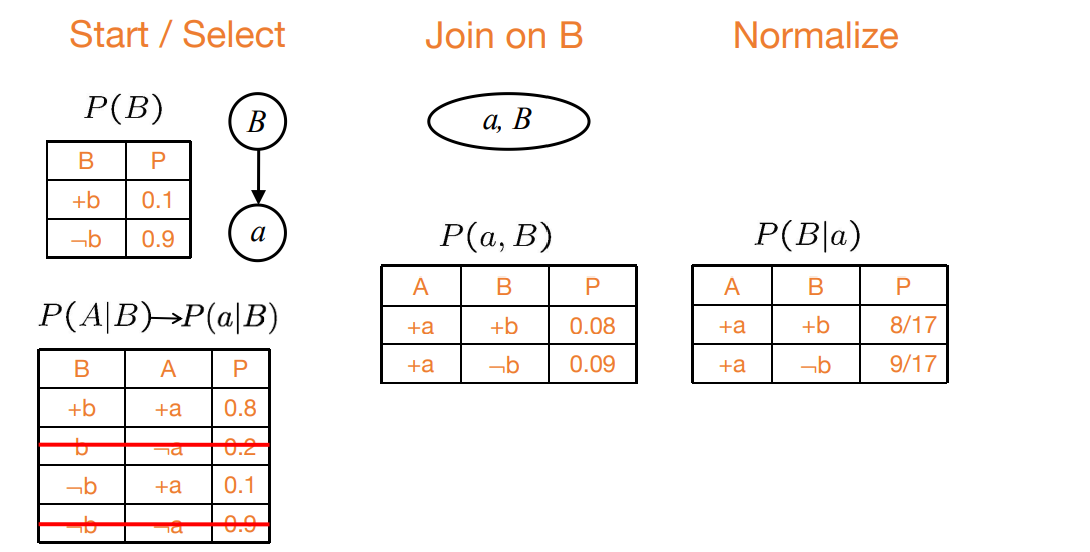 Start / Select
P(B)
B
a
B P
+b 0.1
¬b 0.9
P(A|B)→P(a|B)
B A P
+b +a 0.8
b ¬a 0.2
¬b +a 0.1
¬b ¬a 0.9
Join on B
a, B
P(a, B)
A B P
+a +b 0.08
+a ¬b 0.09
Normalize
P(B|a)
A B P
+a +b 8/17
+a ¬b 9/17